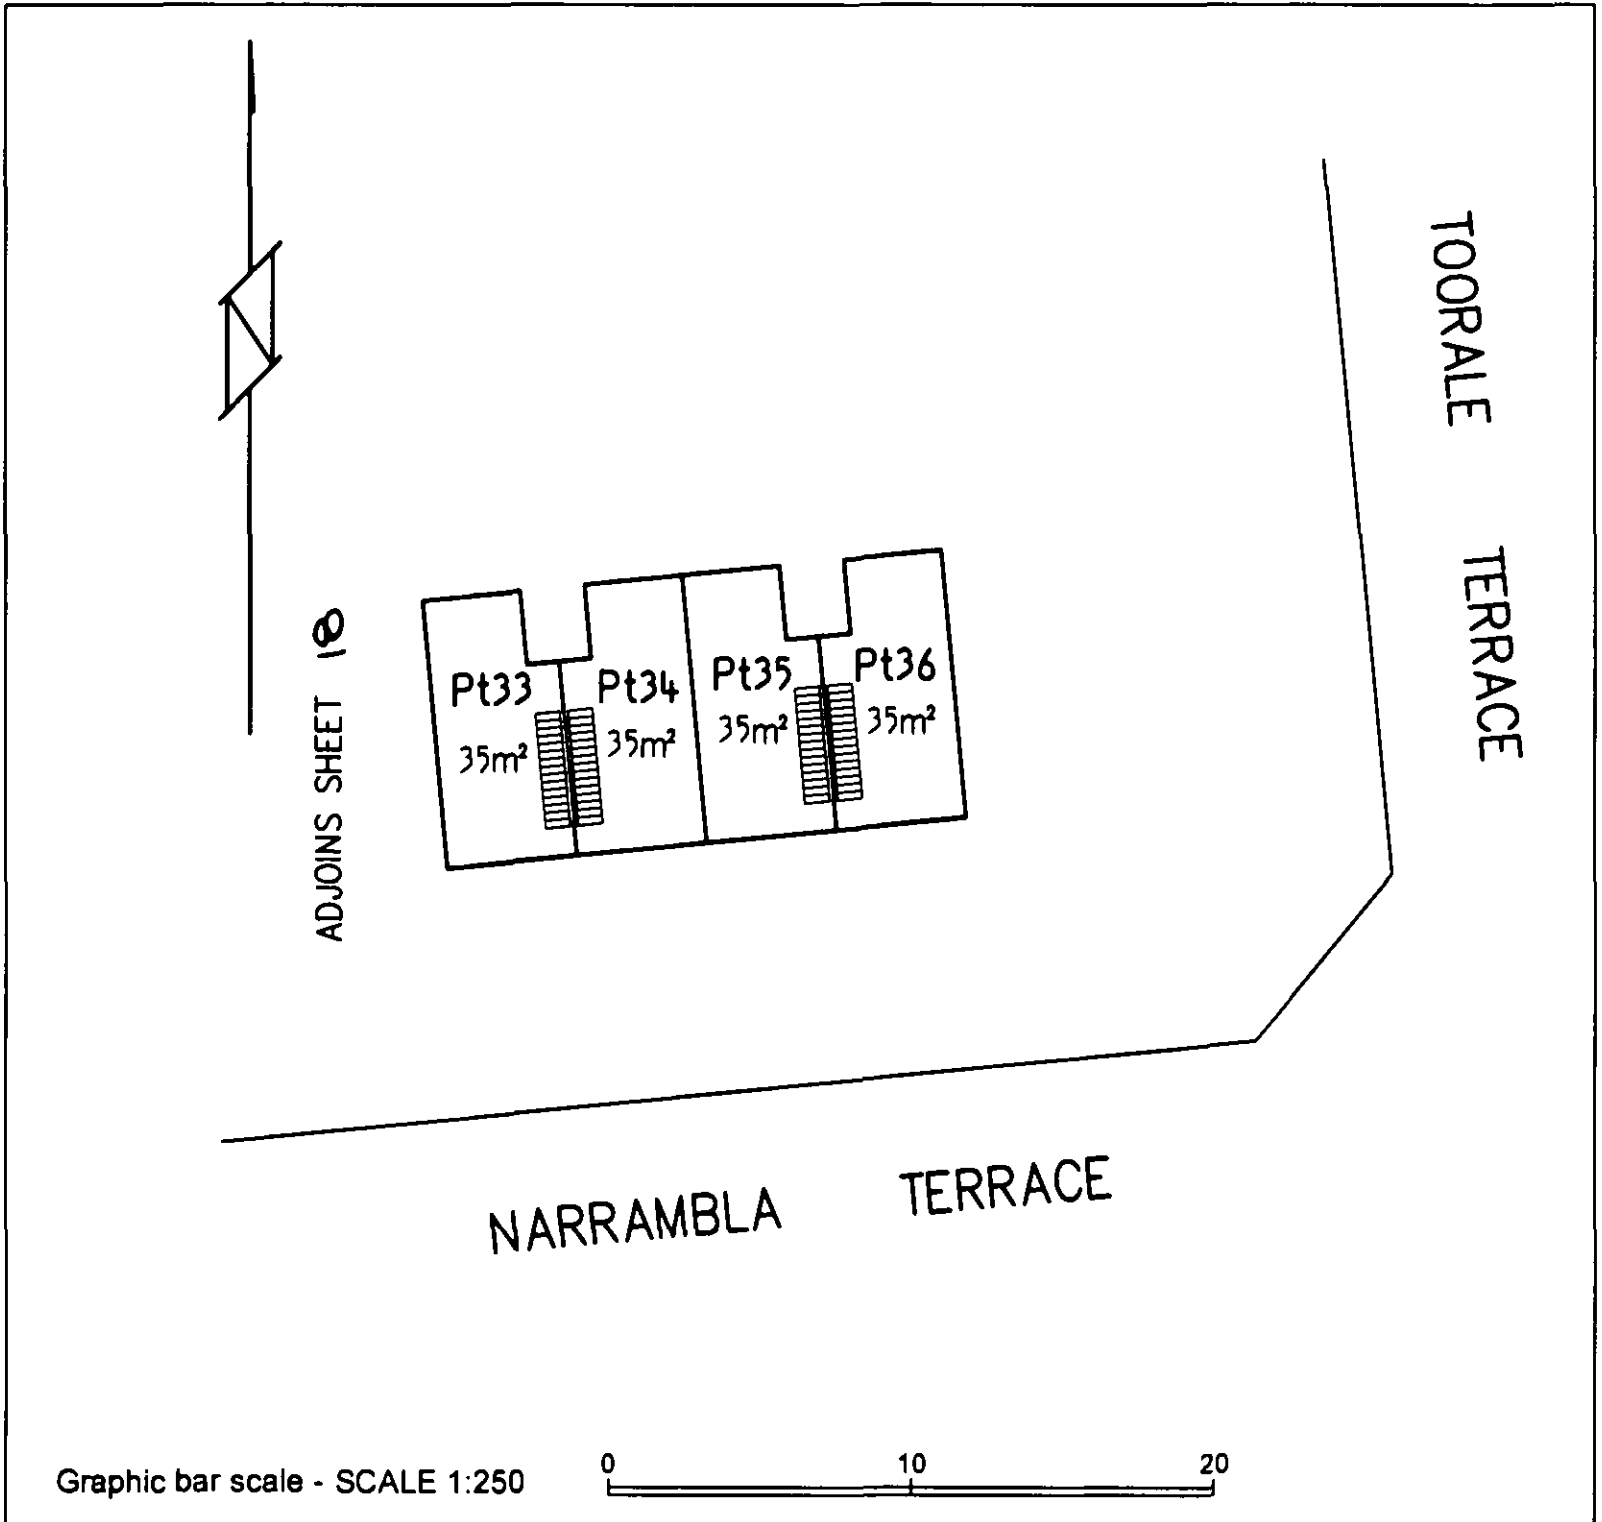 TOORALE TERRACE
ADJOINS SHEET 18
Pt33
35m²
Pt34
35m²
Pt35
35m²
Pt36
35m²
NARRAMBLA TERRACE
Graphic bar scale - SCALE 1:250
0 10 20